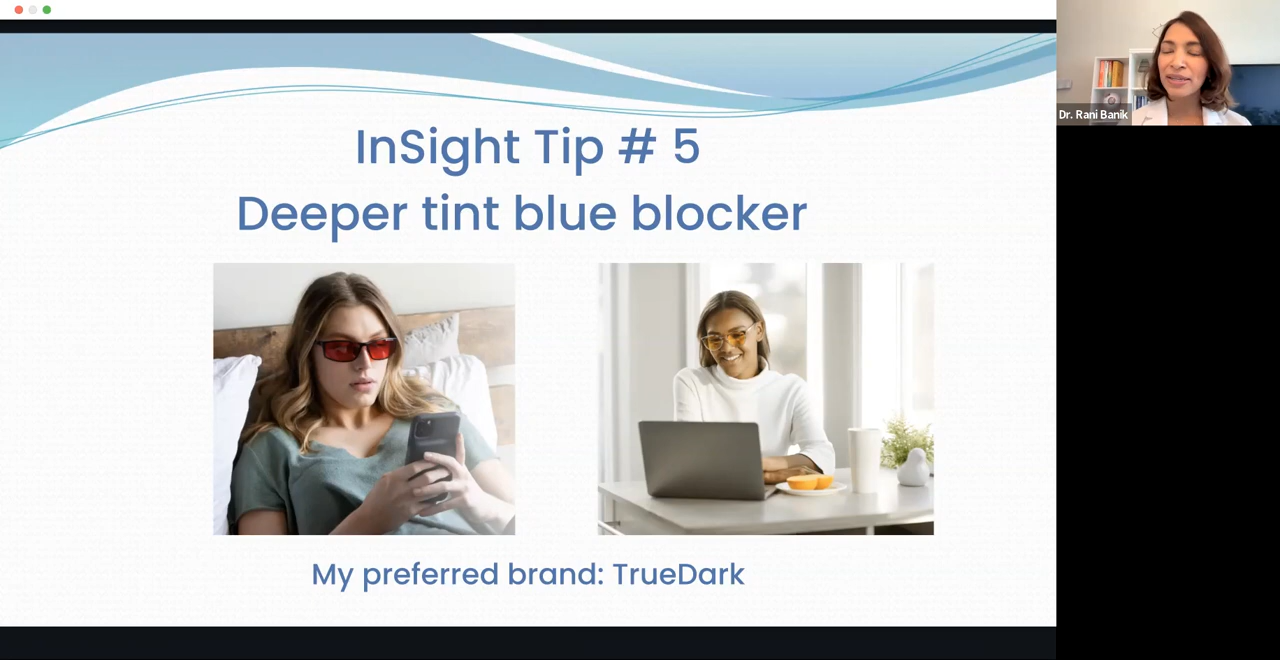 InSight Tip # 5
Deeper tint blue blocker
My preferred brand: TrueDark
Dr. Rani Banik